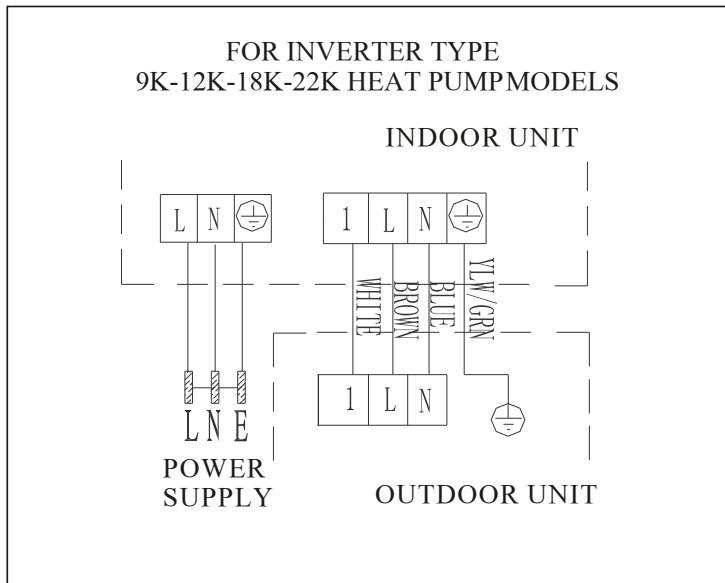 FOR INVERTER TYPE
9K-12K-18K-22K HEAT PUMPMODELS
INDOOR UNIT
L N
1 L N
WHITE
BROWN
BLUE
YLW/GRN
1 L N
L N E
POWER
SUPPLY
OUTDOOR UNIT